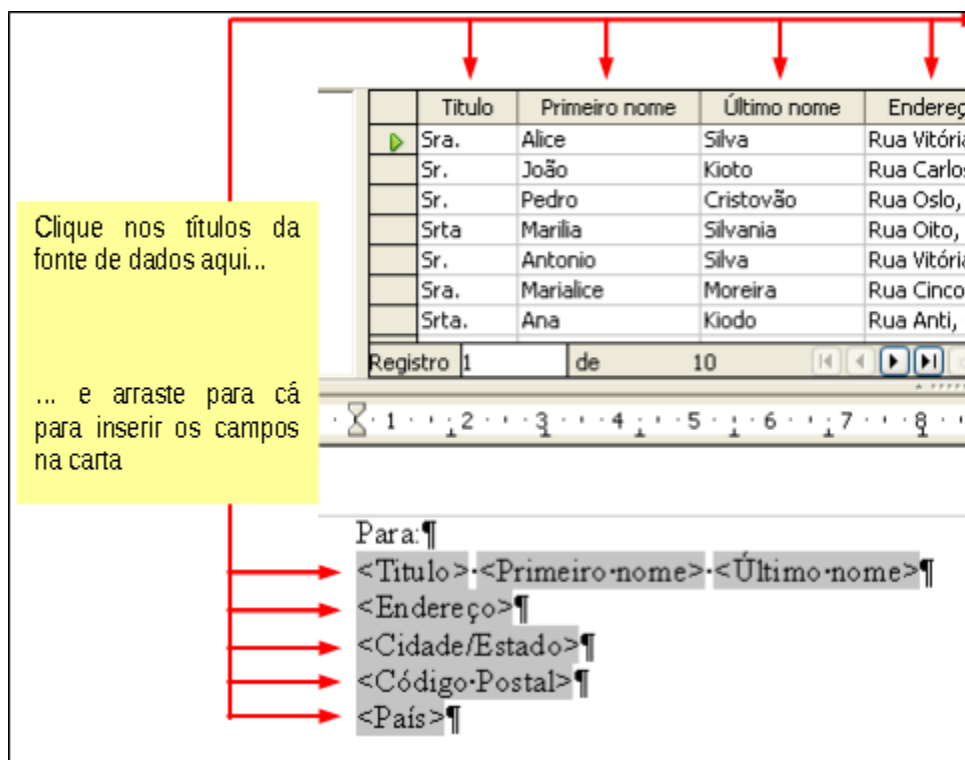 Titulo Primeiro nome Último nome Endereç
Sra. Alice Silva Rua Vitória
Sr. João Kioto Rua Carlos
Sr. Pedro Cristovão Rua Oslo,
Srta Marilia Silvania Rua Oito,
Sr. Antonio Silva Rua Vitória
Sra. Marialice Moreira Rua Cinco
Srta. Ana Kiodo Rua Anti,
Registro 1 de 10
Clique nos títulos da
fonte de dados aqui...
... e arraste para cá
para inserir os campos
na carta
1 2 3 4 5 6 7 8
Para:¶
<Titulo>·<Primeiro·nome>·<Último·nome>¶
<Endereço>¶
<Cidade/Estado>¶
<Código·Postal>¶
<País>¶